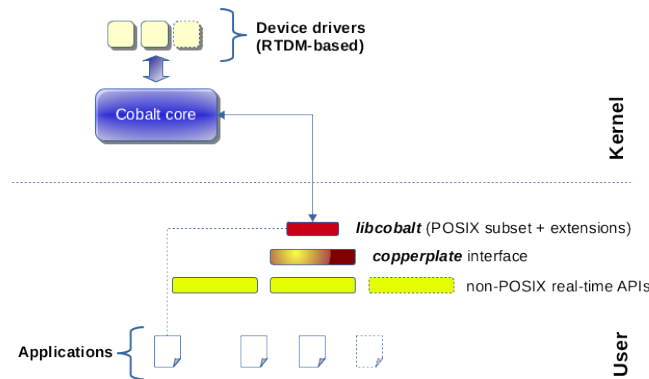 Device drivers
(RTDM-based)
Cobalt core
Kernel
libcobalt (POSIX subset + extensions)
copperplate interface
non-POSIX real-time APIs
Applications
User